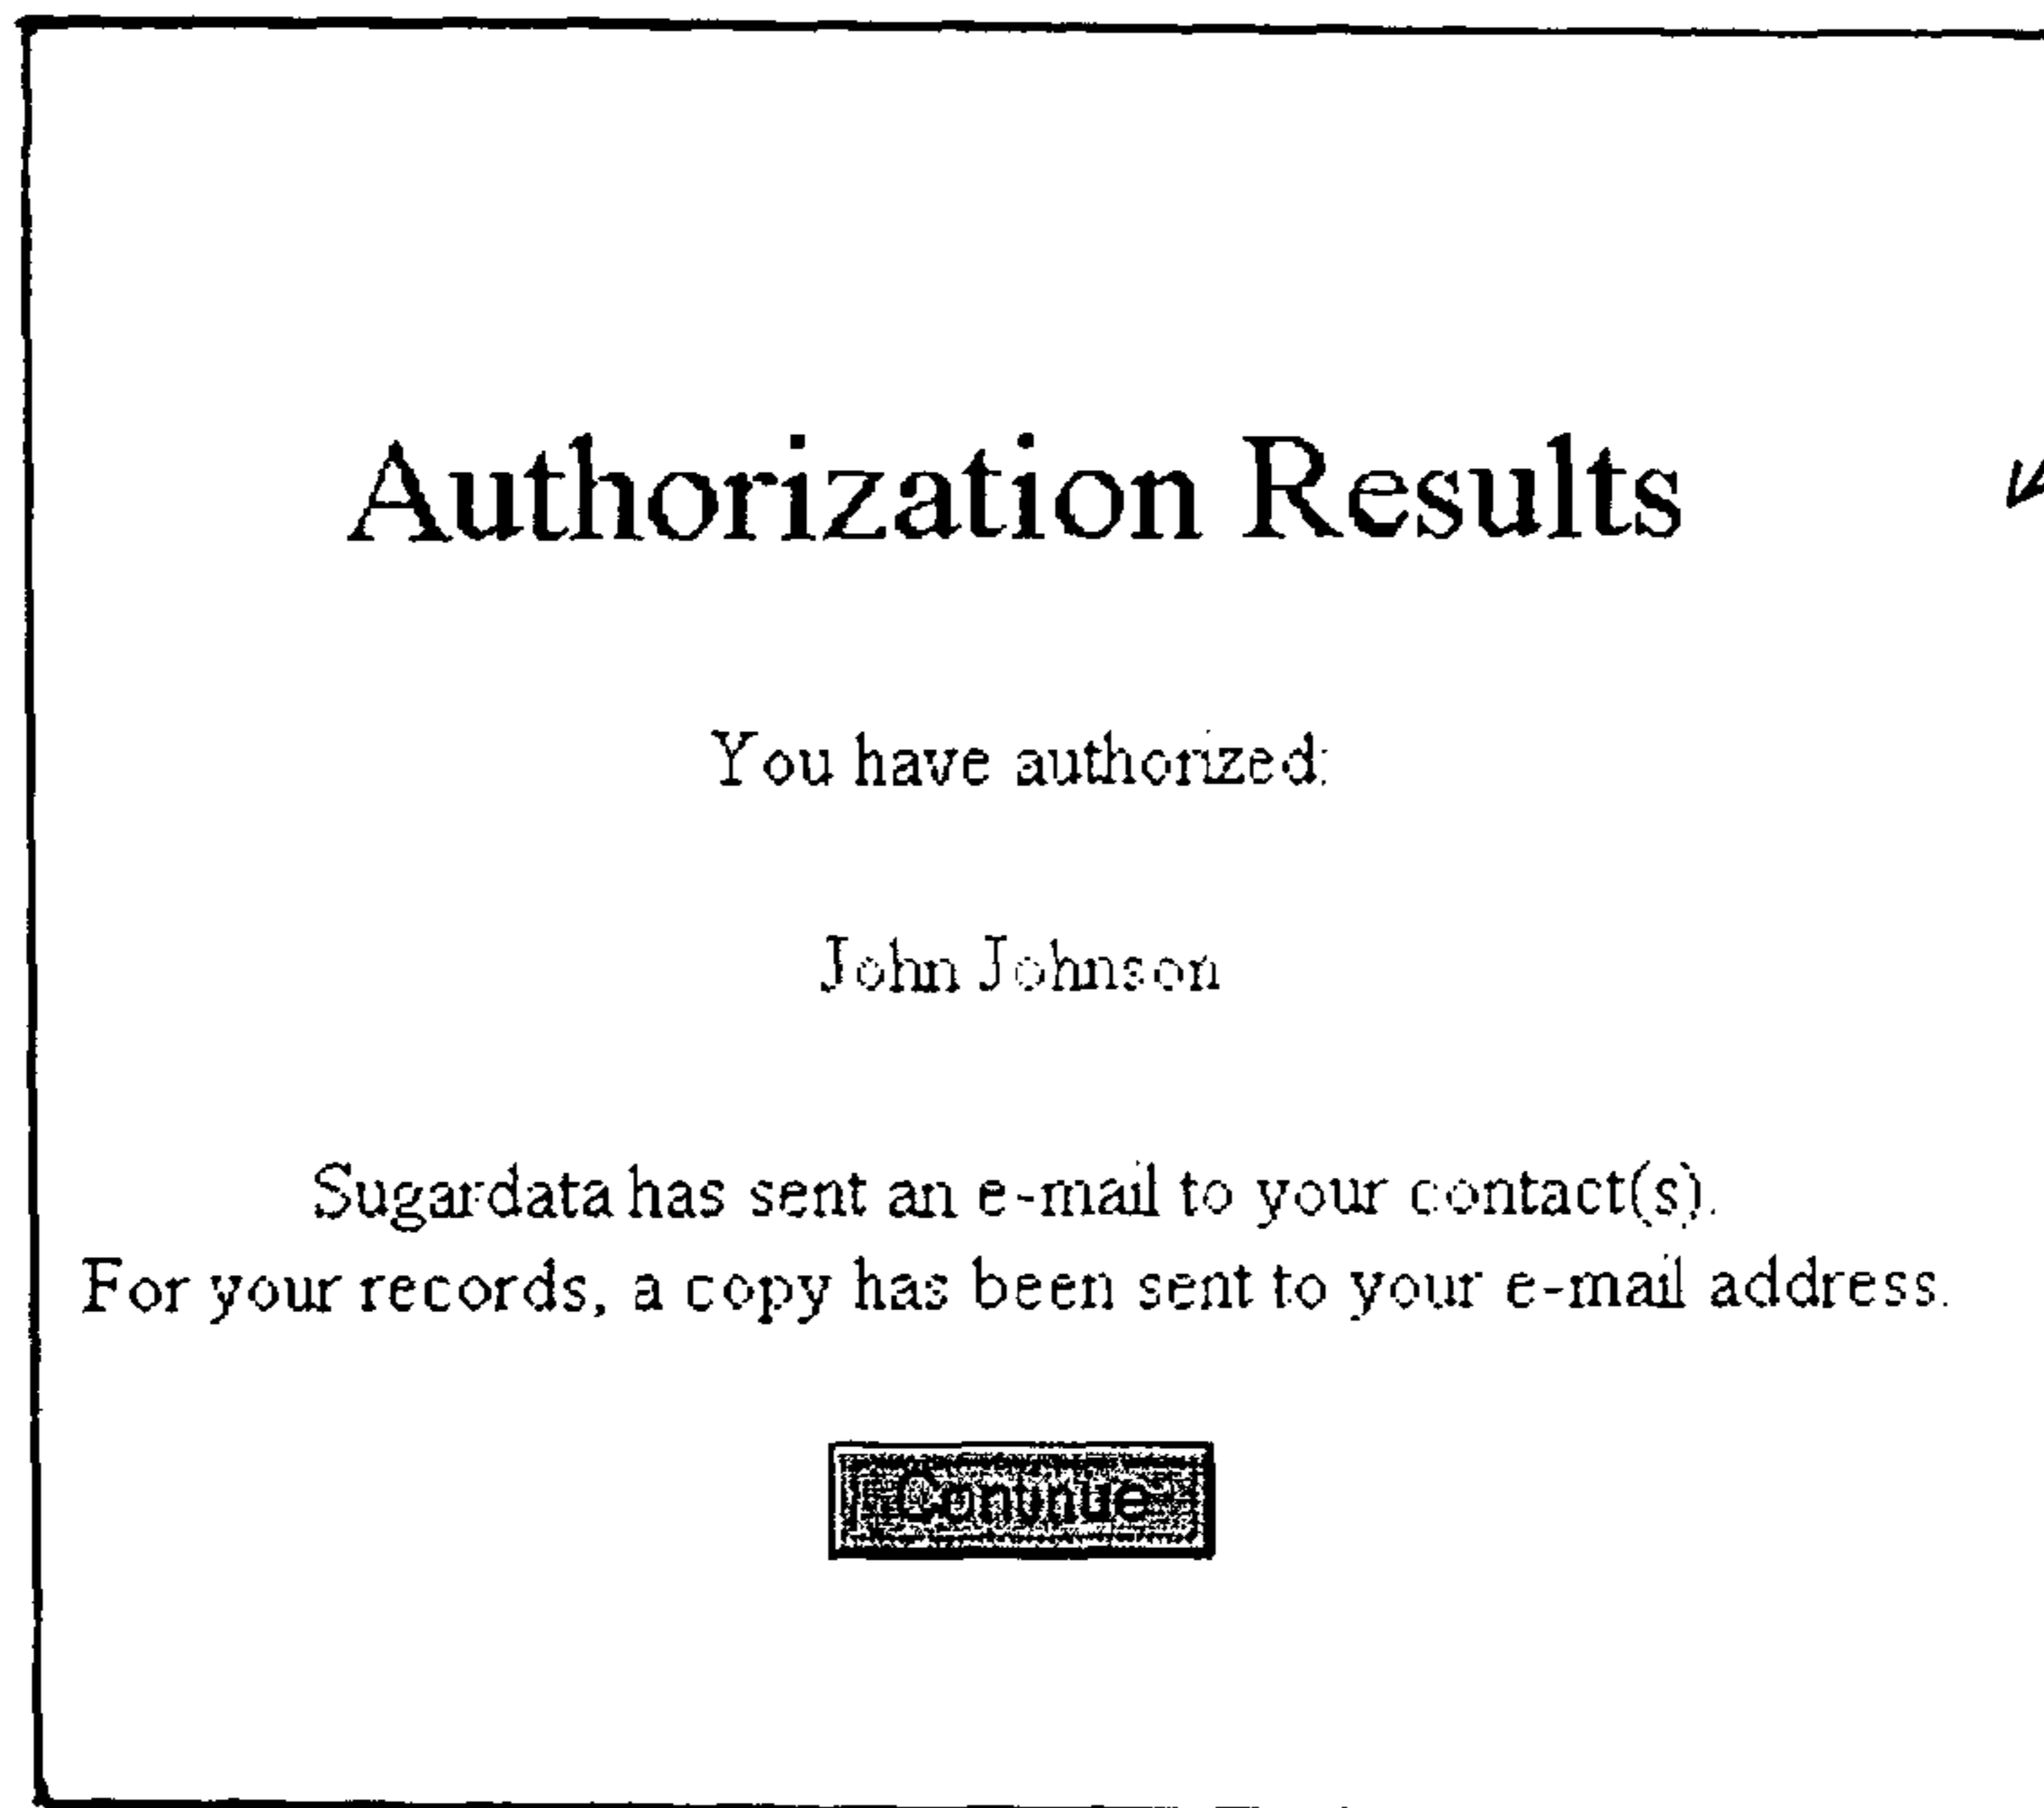 Authorization Results
You have authorized:
John Johnson
Sugardata has sent an e-mail to your contact(s).
For your records, a copy has been sent to your e-mail address.
Continue